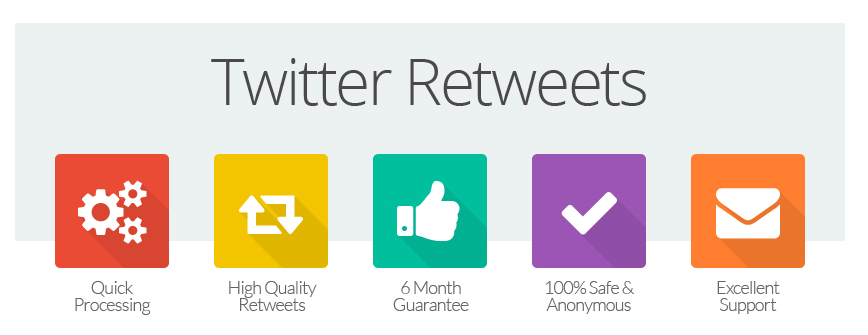 Twitter Retweets
Quick
Processing
High Quality
Retweets
6 Month
Guarantee
100% Safe &
Anonymous
Excellent
Support